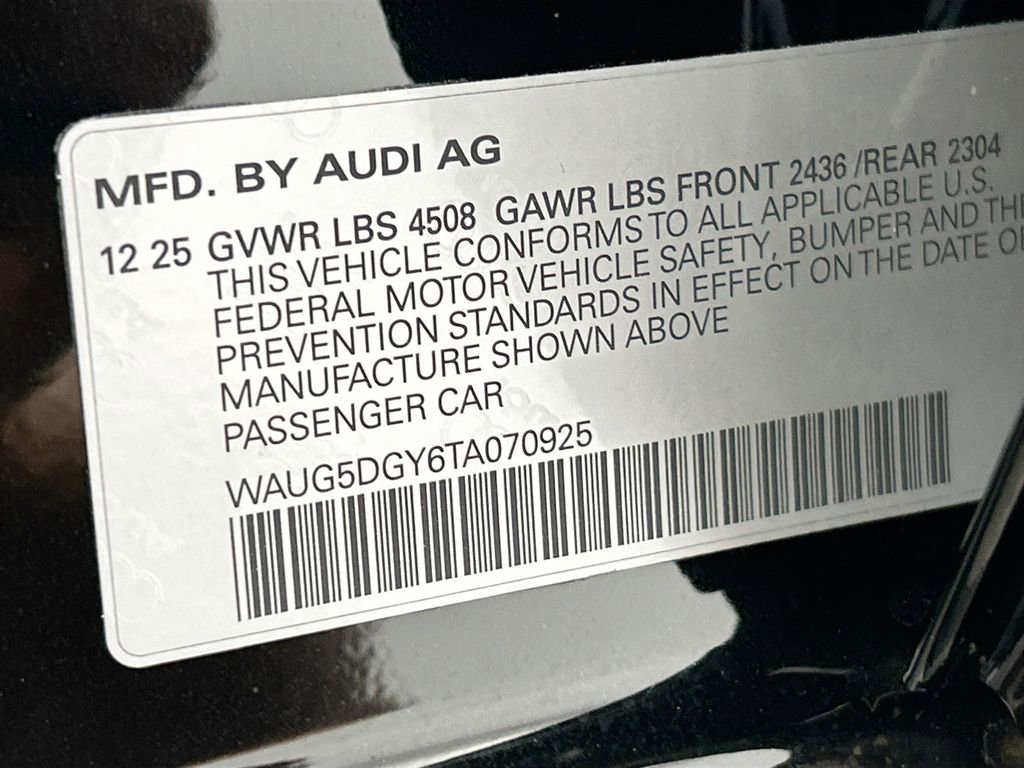 MFD. BY AUDI AG
12 25 GVWR LBS 4508 GAWR LBS FRONT 2436 /REAR 2304
THIS VEHICLE CONFORMS TO ALL APPLICABLE U.S.
FEDERAL MOTOR VEHICLE SAFETY, BUMPER AND
PREVENTION STANDARDS IN EFFECT ON THE DATE
MANUFACTURE SHOWN ABOVE
PASSENGER CAR
WAUG5DGY6TA070925